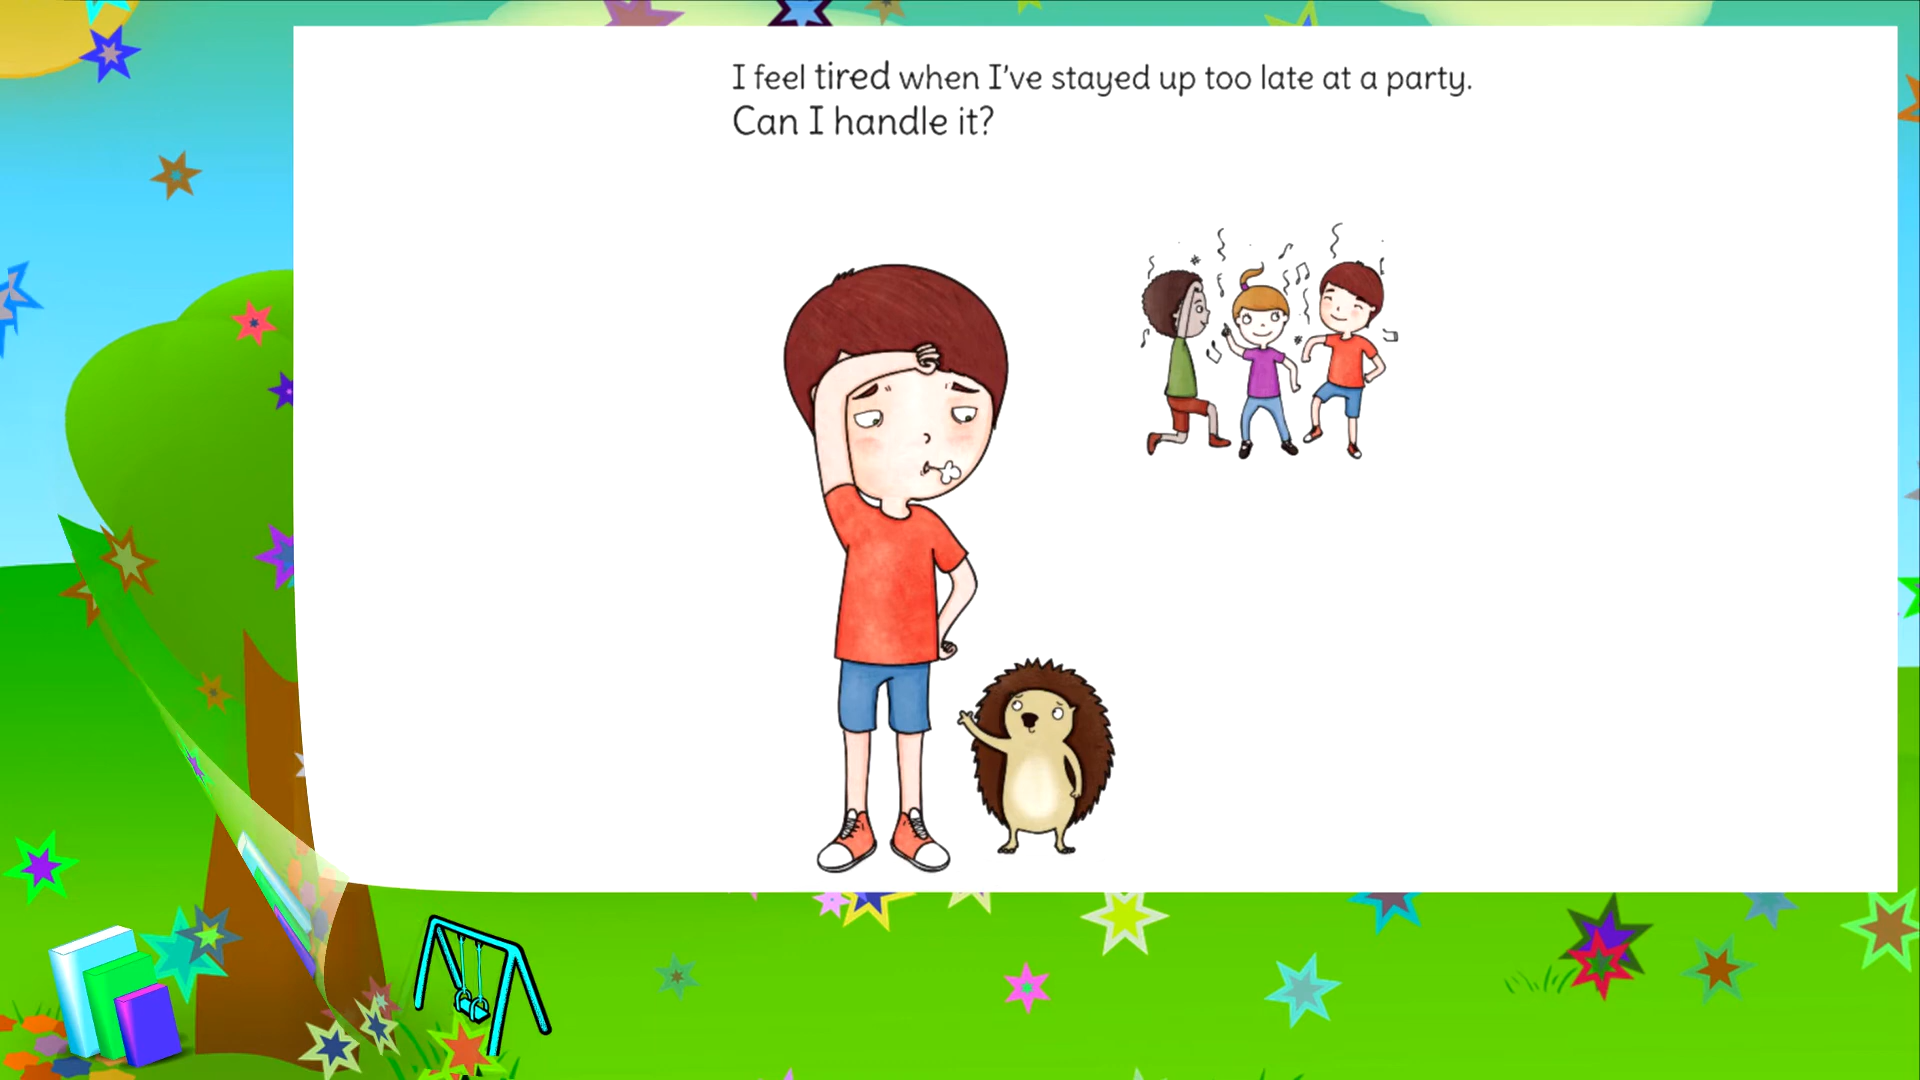 I feel tired when I've stayed up too late at a party.
Can I handle it?